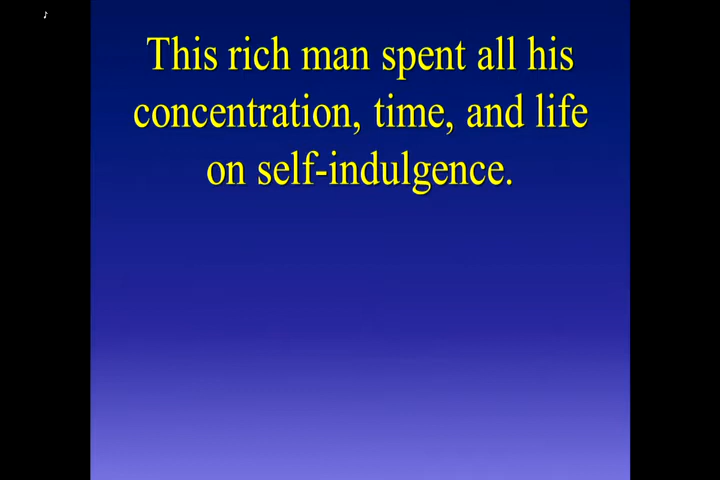 This rich man spent all his
concentration, time, and life
on self-indulgence.